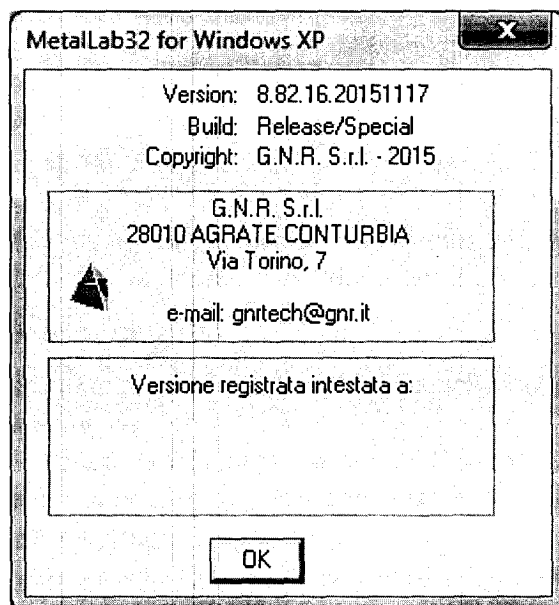 MetalLab32 for Windows XP
X
Version: 8.82.16.20151117
Build: Release/Special
Copyright: G.N.R. S.r.l. - 2015
G.N.R. S.r.l.
28010 AGRATE CONTURBIA
Via Torino, 7
e-mail: gnrtech@gnr.it
Versione registrata intestata a:
OK